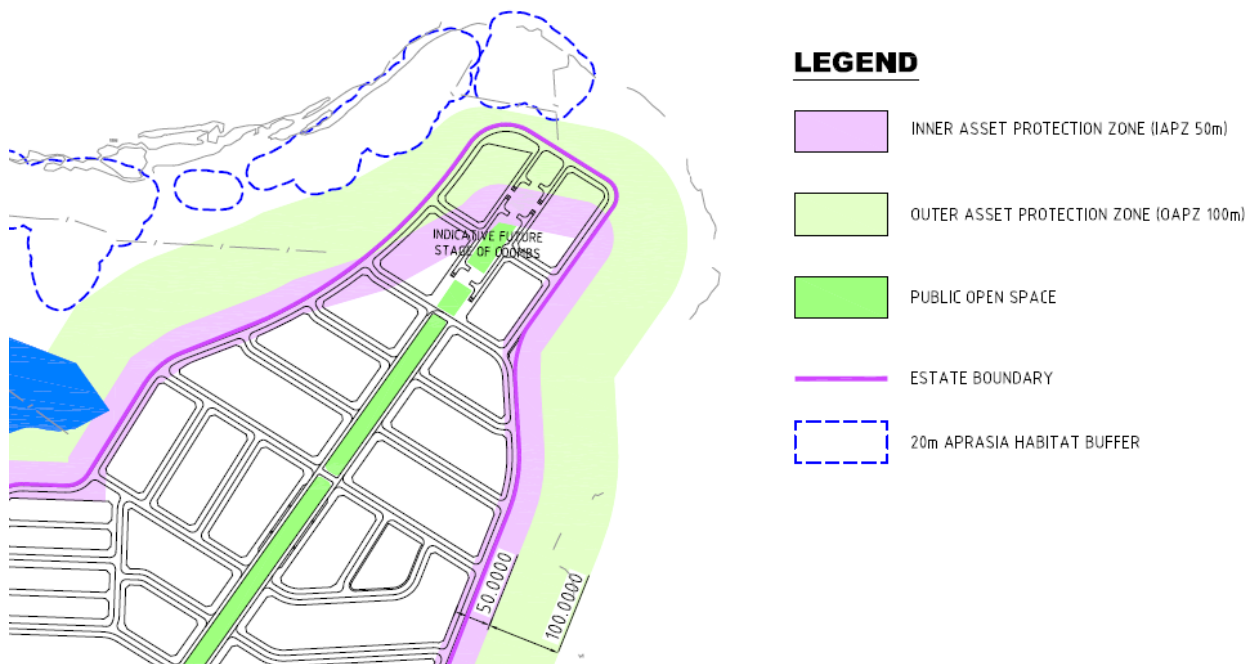 LEGEND
INNER ASSET PROTECTION ZONE (IAPZ 50m)
OUTER ASSET PROTECTION ZONE (OAPZ 100m)
INDICATIVE FUTURE
STAGE OF COOMBS
PUBLIC OPEN SPACE
ESTATE BOUNDARY
20m APRASIA HABITAT BUFFER
50.0000
100.0000